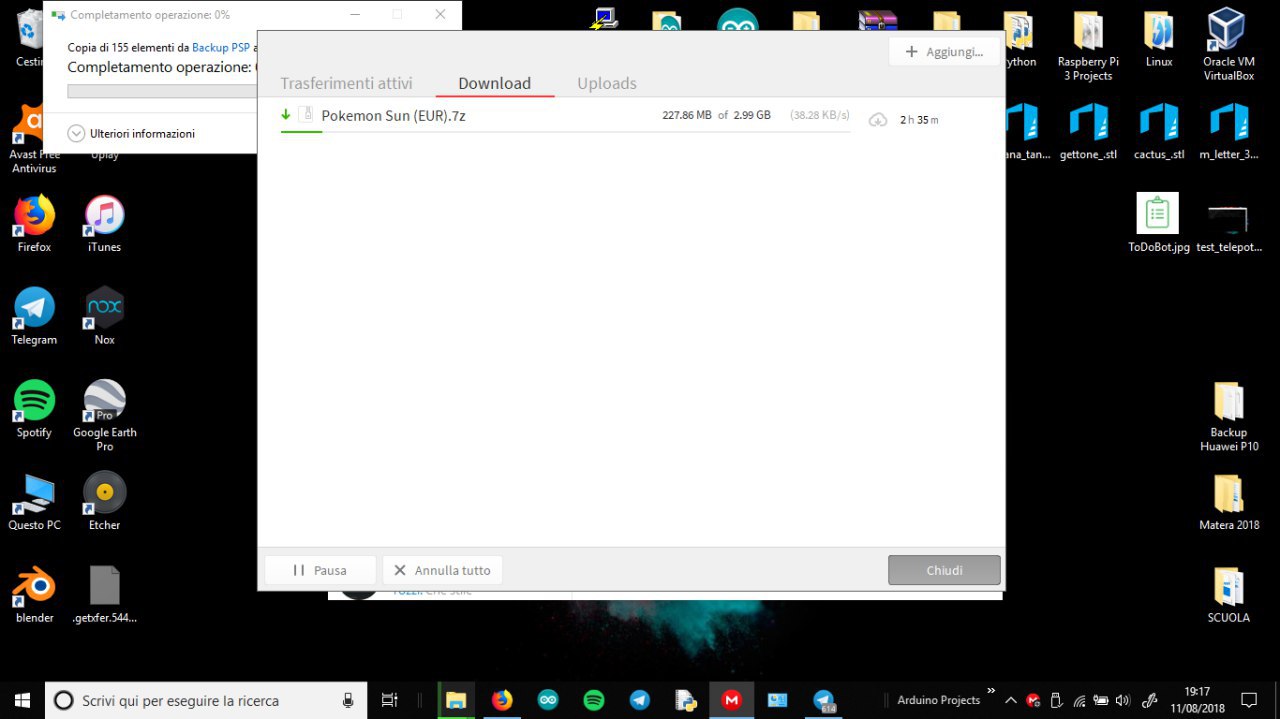 Completamento operazione: 0%
Copia di 155 elementi da Backup PSP a
Completamento operazione:
Ulteriori informazioni
Aggiungi...
Trasferimenti attivi
Download
Uploads
Pokemon Sun (EUR).7z
227.86 MB of 2.99 GB
(38.28 KB/s)
2 h 35 m
Pausa
Annulla tutto
Chiudi
Cestin
Avast Free
Antivirus
Uplay
Firefox
iTunes
Telegram
Nox
Spotify
Pro
Google Earth
Pro
Questo PC
Etcher
blender
.getxfer.544...
ython
Raspberry Pi
3 Projects
Linux
Oracle VM
VirtualBox
ana_tan...
gettone_.stl
cactus_.stl
m_letter_3...
ToDoBot.jpg
test_telepot...
Backup
Huawei P10
Matera 2018
SCUOLA
Scrivi qui per eseguire la ricerca
614
Arduino Projects
19:17
11/08/2018